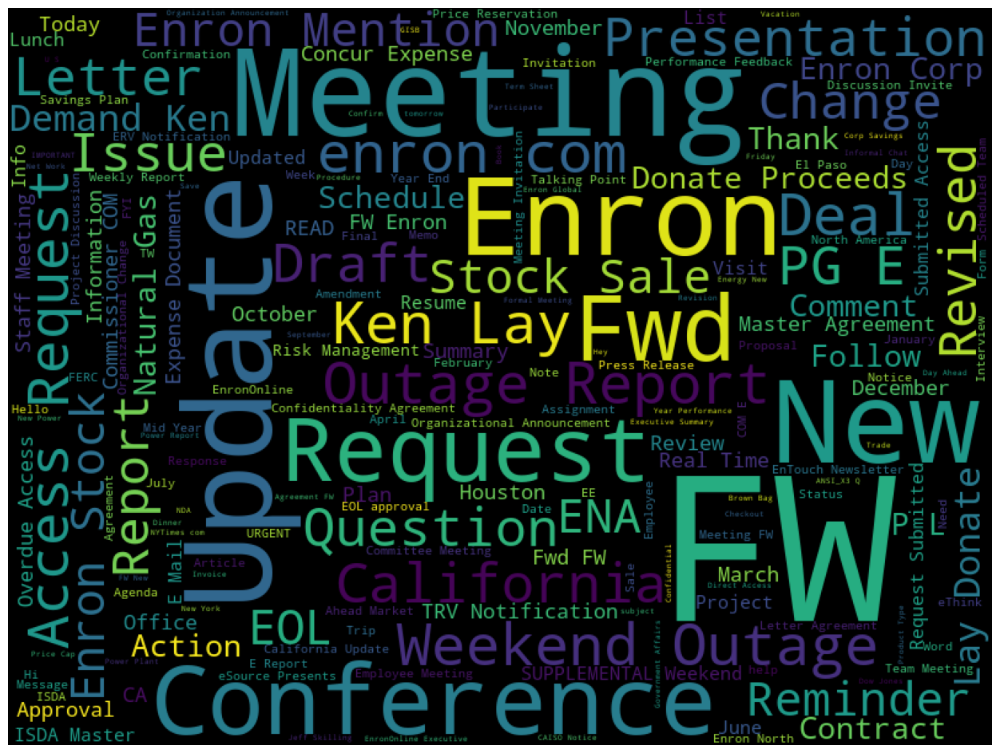 Organization Announcement
Price Reservation
List
Vacation
Today
Enron Mention
GISB
November
Presentation
Lunch
U S
Confirmation
Meeting
Concur Expense
Invitation
Performance Feedback
Enron Corp
Letter
Term Sheet
Change
Discussion Invite
Savings Plan
Participate
Demand Ken
Confirm
tomorrow
ERV Notification
Issue
enron com
Thank
Corp Savings
Informal Chat
Info
IMPORTANT
Net Work
Updated
Book
Friday
Day
Submitted Access
Revised
Form Scheduled Team
Weekly Report
Week
Procedure
Year End
Meeting Invitation
Talking Point
Donate Proceeds
El Paso
Request
Staff Meeting
Project Discussion
Information
Commissioner COM
Organizational Change
FYI
Natural Gas
TW
Expense Document
Save
Update
Schedule
Enron Global
Enron
Deal
READ
FW Enron
Final
Memo
North America
Draft
Stock Sale
Visit
Energy New
PG E
Amendment
Formal Meeting
Revision
October
Resume
Ken Lay
Fwd
Comment
September
Master Agreement
January
Risk Management
Summary
Hey
Proposal
Follow
Interview
February
Press Release
FERC
Outage Report
Note
Notice
Day Ahead
EnronOnline
December
Hello
New Power
Confidentiality Agreement
Assignment
Year Performance
COM E
New
Enron Stock
Mid Year
Power Report
April
Organizational Announcement
Executive Summary
Access
Overdue Access
Report
Request
Review
Trade
Response
Real Time
EnTouch Newsletter
Agreement
July
Plan
Houston
EE
Employee
FW
ANSI_X3 Q
Request Submitted
Lay Donate
NDA
Agreement FW
EOL approval
Date
Brown Bag
Status
Need
Dinner
NYTimes com
URGENT
Question
ENA
Checkout
P L
Meeting FW
E Mail
Committee Meeting
Fwd FW
Article
Sale
Confidential
March
FW New
Invoice
California
Direct Access
Agenda
Project
eThink
New York
Ahead Market
TRV Notification
subject
Office
EOL
Trip
Weekend Outage
Letter Agreement
Product Type
Price Cap
Action
California Update
Word
Power Plant
E Report
Conference
Government Affairs
Hi
eSource Presents
Employee Meeting
SUPPLEMENTAL Weekend
help
Team Meeting
Message
Dow Jones
ISDA
CA
Reminder
Approval
June
Contract
ISDA Master
Jeff Skilling
EnronOnline Executive
CAISO Notice
Enron North